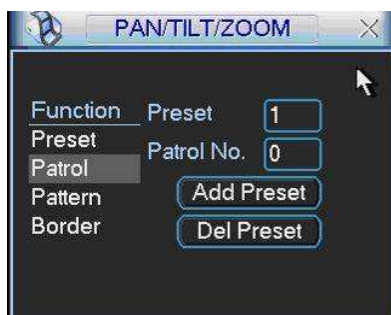 PAN/TILT/ZOOM
Function
Preset
Patrol
Pattern
Border
Preset 1
Patrol No. 0
Add Preset
Del Preset